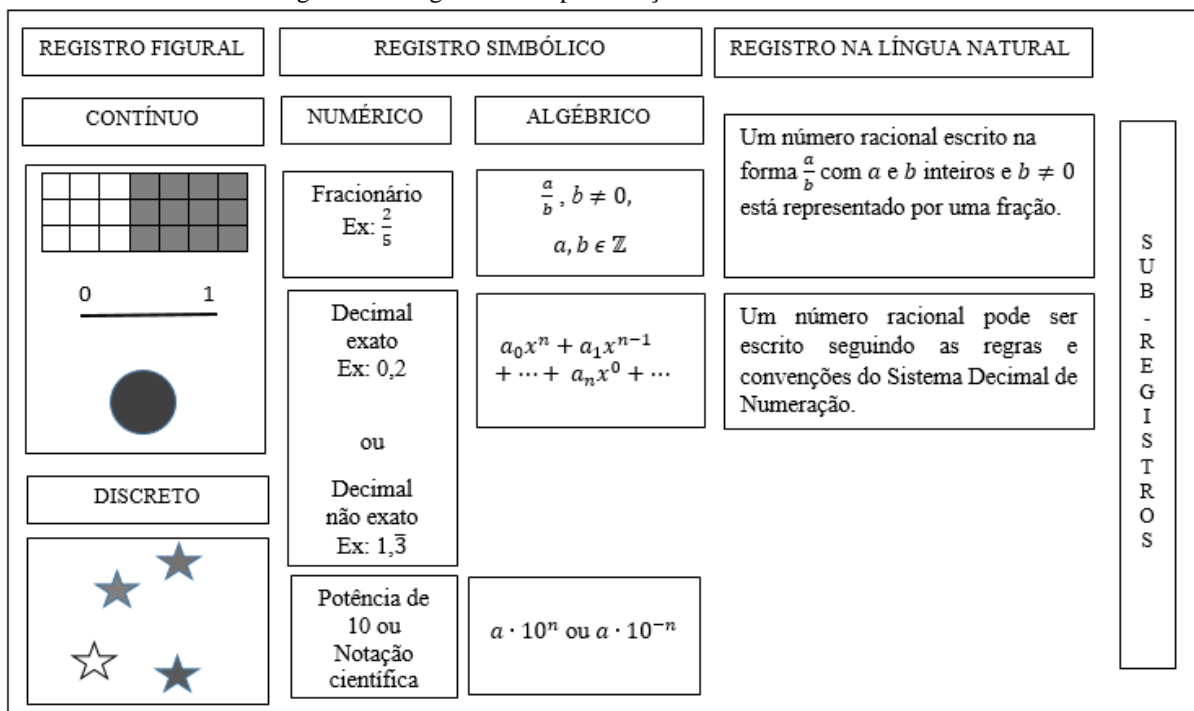 REGISTRO FIGURAL
REGISTRO SIMBÓLICO
REGISTRO NA LÍNGUA NATURAL
CONTÍNUO
NUMÉRICO
ALGÉBRICO
0 1
DISCRETO
Fracionário
Ex: 2/5
a/b , b ≠ 0,
a, b ϵ ℤ
Um número racional escrito na
forma a/b com a e b inteiros e b ≠ 0
está representado por uma fração.
Decimal
exato
Ex: 0,2
ou
Decimal
não exato
Ex: 1,3̅
a₀xⁿ + a₁xⁿ⁻¹
+ ⋯ + aₙx⁰ + ⋯
Um número racional pode ser
escrito seguindo as regras e
convenções do Sistema Decimal de
Numeração.
Potência de
10 ou
Notação
científica
a · 10ⁿ ou a · 10⁻ⁿ
S
U
B
-
R
E
G
I
S
T
R
O
S